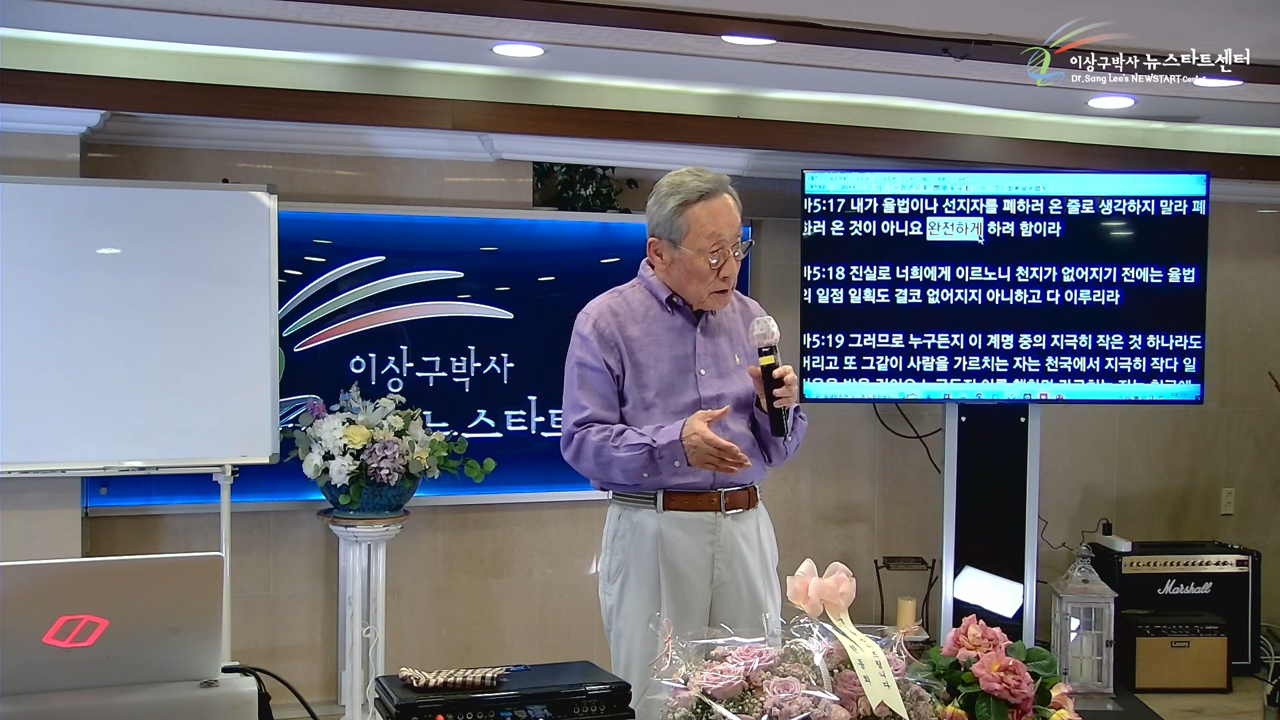 이상구박사 뉴스타트센터
Dr. Sang Lee's NEWSTART Center
마5:17 내가 율법이나 선지자를 폐하러 온 줄로 생각하지 말라 폐
하러 온 것이 아니요 완전하게 하려 함이라
마5:18 진실로 너희에게 이르노니 천지가 없어지기 전에는 율법
의 일점 일획도 결코 없어지지 아니하고 다 이루리라
마5:19 그러므로 누구든지 이 계명 중의 지극히 작은 것 하나라도
버리고 또 그같이 사람을 가르치는 자는 천국에서 지극히 작다 일
이상구박사
뉴스타트
Marshall
Laney
드립니다